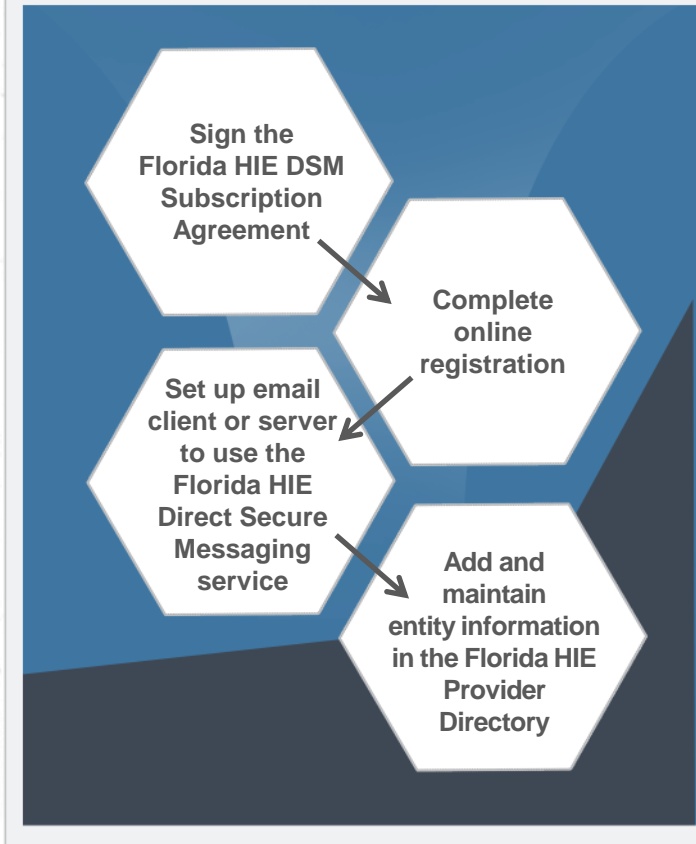 Sign the
Florida HIE DSM
Subscription
Agreement
Complete
online
registration
Set up email
client or server
to use the
Florida HIE
Direct Secure
Messaging
service
Add and
maintain
entity information
in the Florida HIE
Provider
Directory